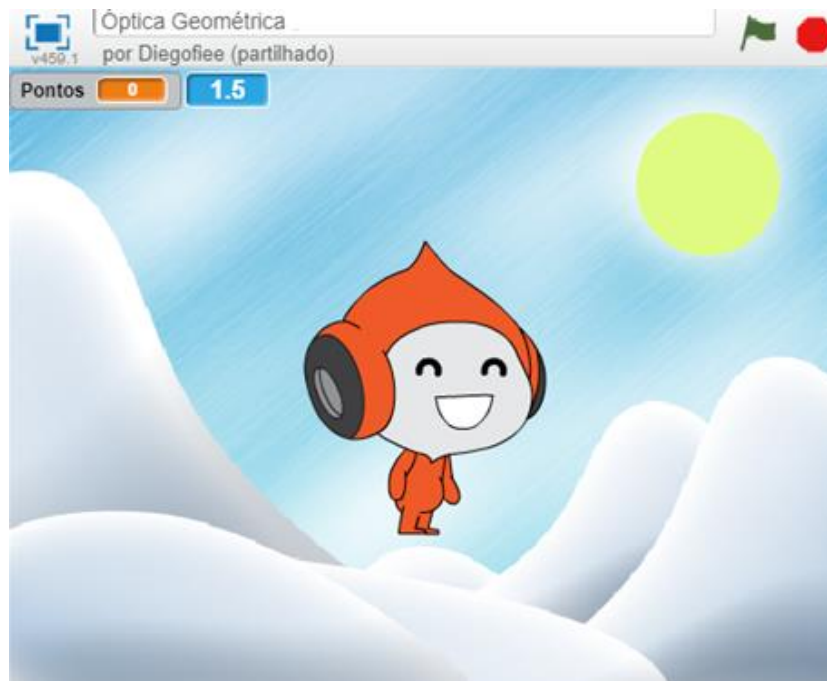 Óptica Geométrica
v459.1
por Diegofiee (partilhado)
Pontos 0 1.5